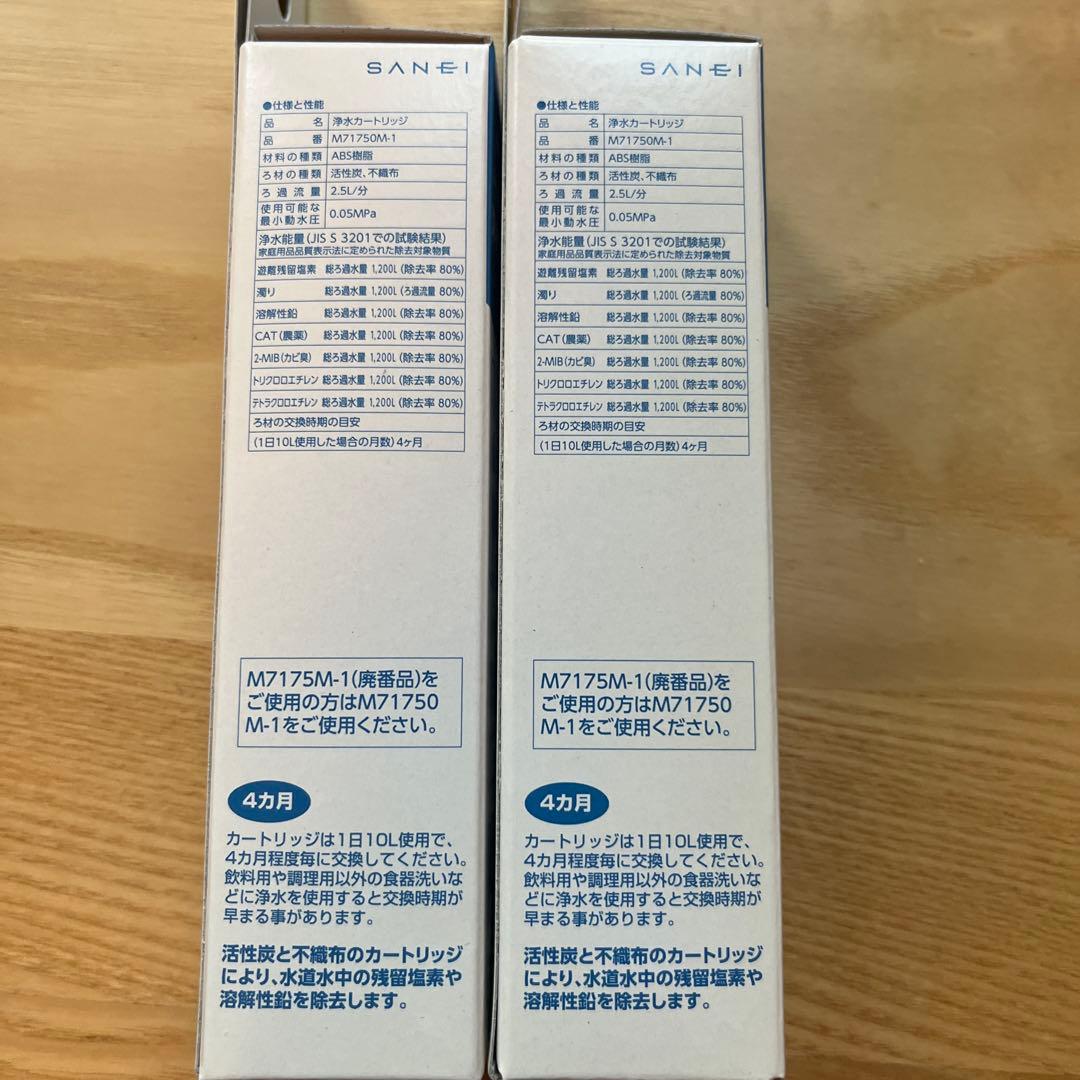 SANEI
●仕様と性能
品名 浄水カートリッジ
品番 M71750M-1
材料の種類 ABS樹脂
ろ材の種類 活性炭、不織布
ろ過流量 2.5L/分
使用可能な
最小動水圧 0.05MPa
浄水能量(JIS S 3201での試験結果)
家庭用品品質表示法に定められた除去対象物質
遊離残留塩素 総ろ過水量 1,200L (除去率 80%)
濁り 総ろ過水量 1,200L (ろ過流量 80%)
溶解性鉛 総ろ過水量 1,200L (除去率 80%)
CAT(農薬) 総ろ過水量 1,200L (除去率 80%)
2-MIB(カビ臭) 総ろ過水量 1,200L (除去率 80%)
トリクロロエチレン 総ろ過水量 1,200L (除去率 80%)
テトラクロロエチレン 総ろ過水量 1,200L (除去率 80%)
ろ材の交換時期の目安
(1日10L使用した場合の月数)4ヶ月
M7175M-1(廃番品)を
ご使用の方はM71750
M-1をご使用ください。
4カ月
カートリッジは1日10L使用で、
4カ月程度毎に交換してください。
飲料用や調理用以外の食器洗いな
どに浄水を使用すると交換時期が
早まる事があります。
活性炭と不織布のカートリッジ
により、水道水中の残留塩素や
溶解性鉛を除去します。
SANEI
●仕様と性能
品名 浄水カートリッジ
品番 M71750M-1
材料の種類 ABS樹脂
ろ材の種類 活性炭、不織布
ろ過流量 2.5L/分
使用可能な
最小動水圧 0.05MPa
浄水能量(JIS S 3201での試験結果)
家庭用品品質表示法に定められた除去対象物質
遊離残留塩素 総ろ過水量 1,200L (除去率 80%)
濁り 総ろ過水量 1,200L (ろ過流量 80%)
溶解性鉛 総ろ過水量 1,200L (除去率 80%)
CAT(農薬) 総ろ過水量 1,200L (除去率 80%)
2-MIB(カビ臭) 総ろ過水量 1,200L (除去率 80%)
トリクロロエチレン 総ろ過水量 1,200L (除去率 80%)
テトラクロロエチレン 総ろ過水量 1,200L (除去率 80%)
ろ材の交換時期の目安
(1日10L使用した場合の月数)4ヶ月
M7175M-1(廃番品)を
ご使用の方はM71750
M-1をご使用ください。
4カ月
カートリッジは1日10L使用で、
4カ月程度毎に交換してください。
飲料用や調理用以外の食器洗いな
どに浄水を使用すると交換時期が
早まる事があります。
活性炭と不織布のカートリッジ
により、水道水中の残留塩素や
溶解性鉛を除去します。